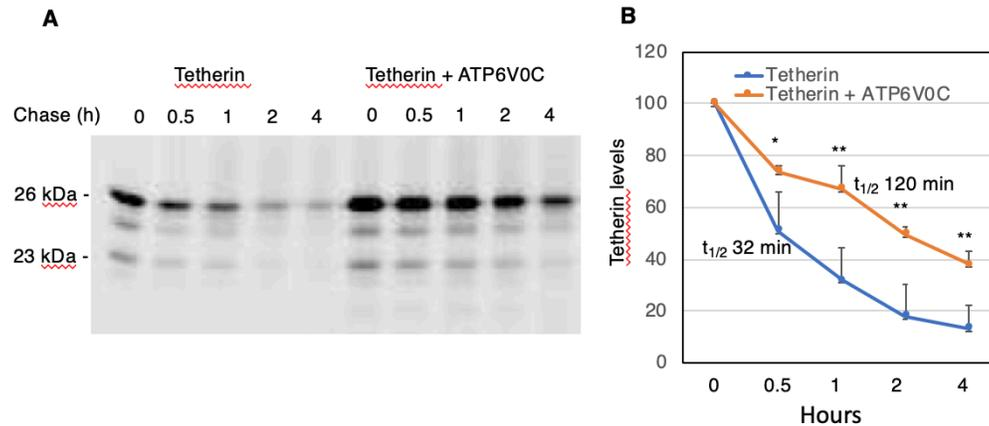 A
Tetherin
Tetherin + ATP6V0C
Chase (h) 0 0.5 1 2 4 0 0.5 1 2 4
26 kDa -
23 kDa -
B
120
100
80
60
40
20
0
Tetherin levels
Tetherin
Tetherin + ATP6V0C
*
**
t1/2 120 min
**
**
t1/2 32 min
0 0.5 1 2 4
Hours